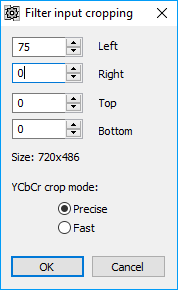 Filter input cropping
75 Left
0 Right
0 Top
0 Bottom
Size: 720x486
YCbCr crop mode:
Precise
Fast
OK Cancel